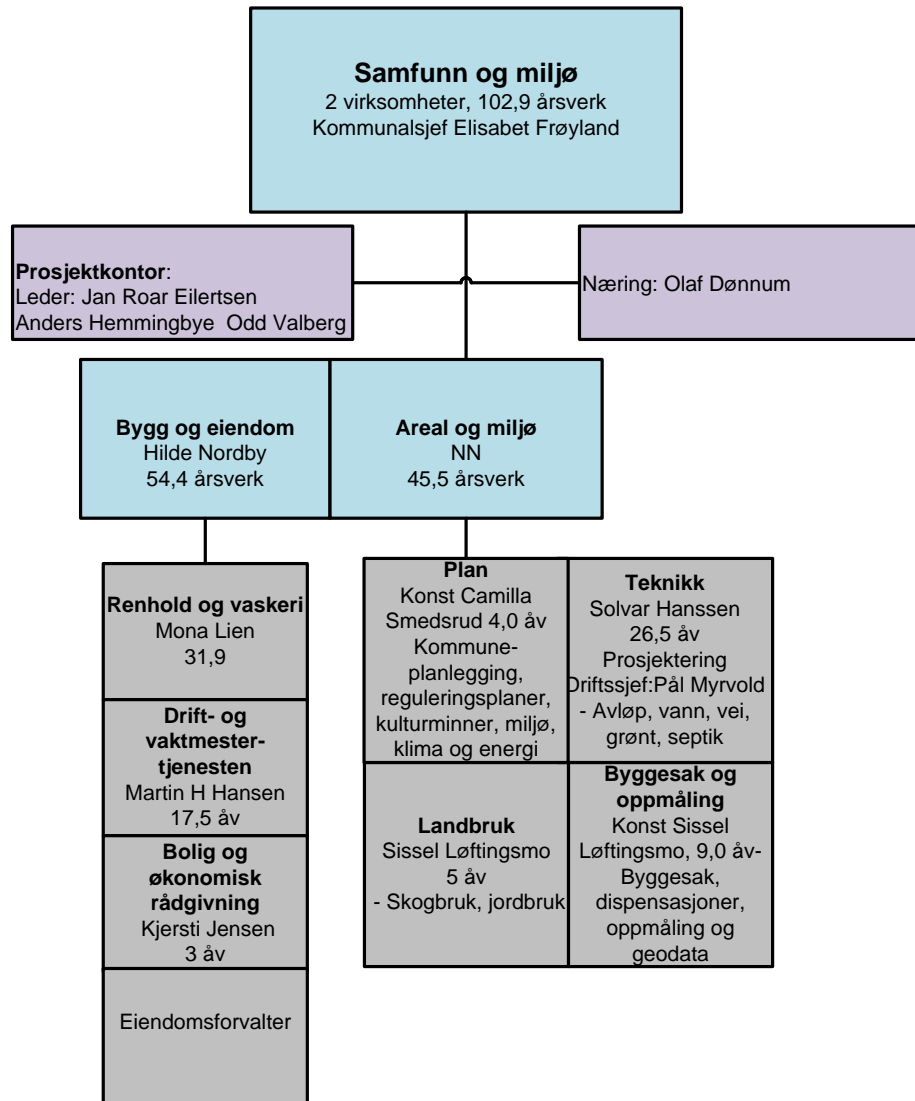 Samfunn og miljø
2 virksomheter, 102,9 årsverk
Kommunalsjef Elisabet Frøyland
Prosjektkontor:
Leder: Jan Roar Eilertsen
Anders Hemmingbye  Odd Valberg
Næring: Olaf Dønnum
Bygg og eiendom
Hilde Nordby
54,4 årsverk
Areal og miljø
NN
45,5 årsverk
Renhold og vaskeri
Mona Lien
31,9
Drift- og
vaktmester-
tjenesten
Martin H Hansen
17,5 åv
Bolig og
økonomisk
rådgivning
Kjersti Jensen
3 åv
Eiendomsforvalter
Plan
Konst Camilla
Smedsrud 4,0 åv
Kommune-
planlegging,
reguleringsplaner,
kulturminner, miljø,
klima og energi
Teknikk
Solvar Hanssen
26,5 åv
Prosjektering
Driftssjef:Pål Myrvold
- Avløp, vann, vei,
grønt, septik
Landbruk
Sissel Løftingsmo
5 åv
- Skogbruk, jordbruk
Byggesak og
oppmåling
Konst Sissel
Løftingsmo, 9,0 åv-
Byggesak,
dispensasjoner,
oppmåling og
geodata